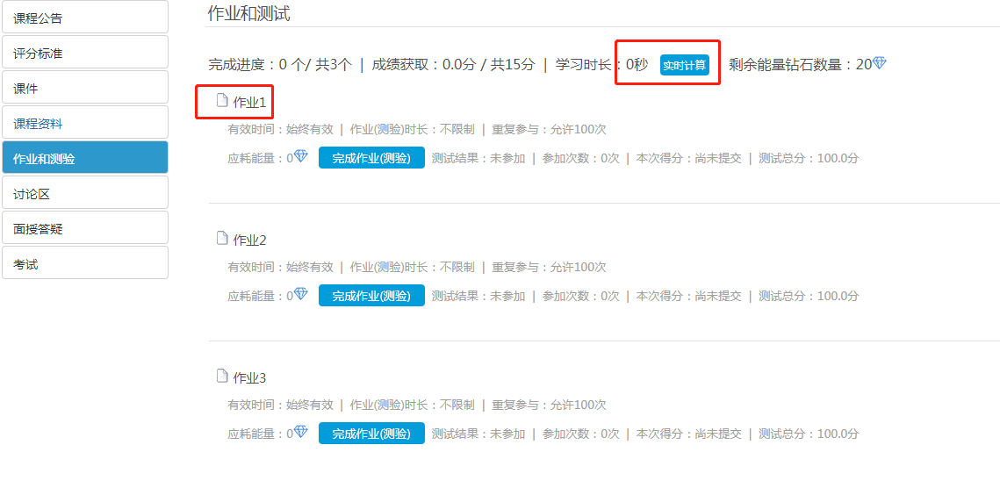 课程公告
评分标准
课件
课程资料
作业和测验
讨论区
面授答疑
考试
作业和测试
完成进度：0 个/ 共3个 | 成绩获取：0.0分 / 共15分 | 学习时长：0秒 实时计算 剩余能量钻石数量：20
作业1
有效时间：始终有效 | 作业(测验)时长：不限制 | 重复参与：允许100次
应耗能量：0 完成作业(测验) 测试结果：未参加 | 参加次数：0次 | 本次得分：尚未提交 | 测试总分：100.0分
作业2
有效时间：始终有效 | 作业(测验)时长：不限制 | 重复参与：允许100次
应耗能量：0 完成作业(测验) 测试结果：未参加 | 参加次数：0次 | 本次得分：尚未提交 | 测试总分：100.0分
作业3
有效时间：始终有效 | 作业(测验)时长：不限制 | 重复参与：允许100次
应耗能量：0 完成作业(测验) 测试结果：未参加 | 参加次数：0次 | 本次得分：尚未提交 | 测试总分：100.0分